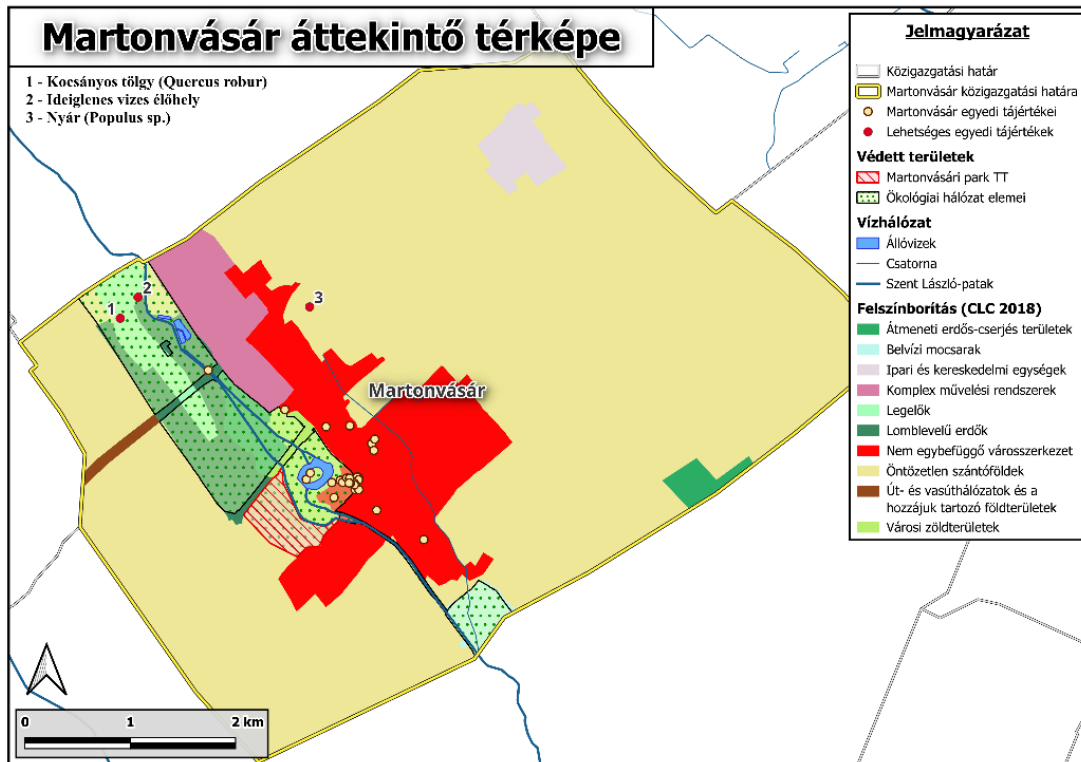 Martonvásár áttekintő térképe
1 - Kocsányos tölgy (Quercus robur)
2 - Ideiglenes vizes élőhely
3 - Nyár (Populus sp.)
1
2
3
Martonvásár
0 1 2 km
Jelmagyarázat
Közigazgatási határ
Martonvásár közigazgatási határa
Martonvásár egyedi tájértékei
Lehetséges egyedi tájértékek
Védett területek
Martonvásári park TT
Ökológiai hálózat elemei
Vízhálózat
Állóvizek
Csatorna
Szent László-patak
Felszínborítás (CLC 2018)
Átmeneti erdős-cserjés területek
Belvízi mocsarak
Ipari és kereskedelmi egységek
Komplex művelési rendszerek
Legelők
Lomblevelű erdők
Nem egybefüggő városszerkezet
Öntözetlen szántóföldek
Út- és vasúthálózatok és a
hozzájuk tartozó földterületek
Városi zöldterületek